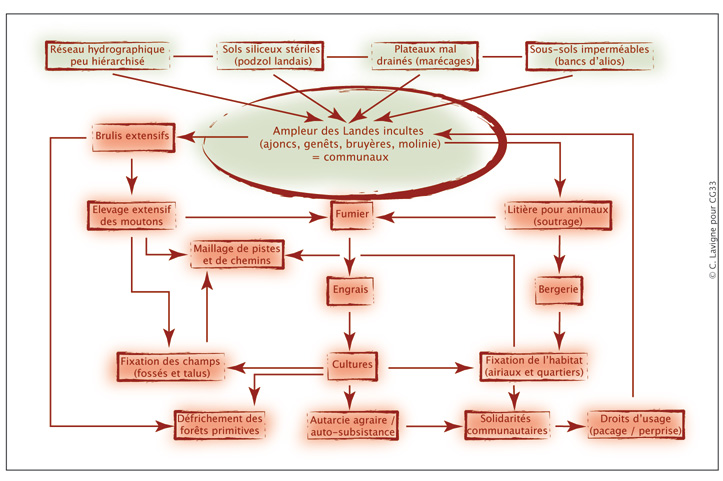 Réseau hydrographique
peu hiérarchisé
Sols siliceux stériles
(podzol landais)
Plateaux mal
drainés (marécages)
Sous-sols imperméables
(bancs d'alios)
Ampleur des Landes incultes
(ajoncs, genêts, bruyères, molinie)
= communaux
Brulis extensifs
Elevage extensif
des moutons
Fumier
Litière pour animaux
(soutrage)
Maillage de pistes
et de chemins
Engrais
Bergerie
Fixation des champs
(fossés et talus)
Cultures
Fixation de l'habitat
(airiaux et quartiers)
Défrichement des
forêts primitives
Autarcie agraire /
auto-subsistance
Solidarités
communautaires
Droits d'usage
(pacage / perprise)
© C. Lavigne pour CG33